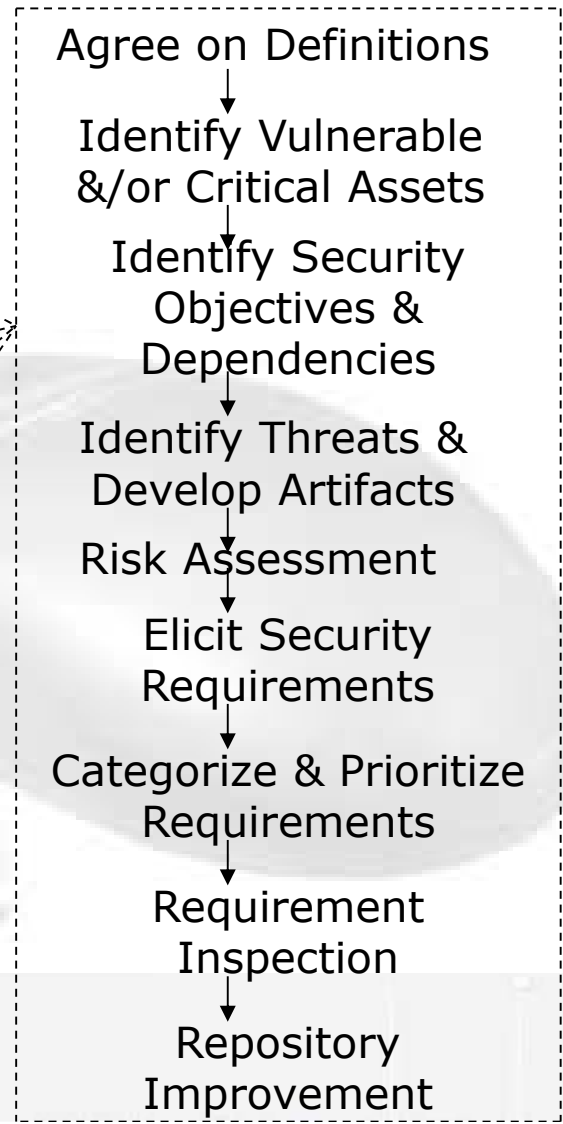 Agree on Definitions
Identify Vulnerable
&/or Critical Assets
Identify Security
Objectives &
Dependencies
Identify Threats &
Develop Artifacts
Risk Assessment
Elicit Security
Requirements
Categorize & Prioritize
Requirements
Requirement
Inspection
Repository
Improvement